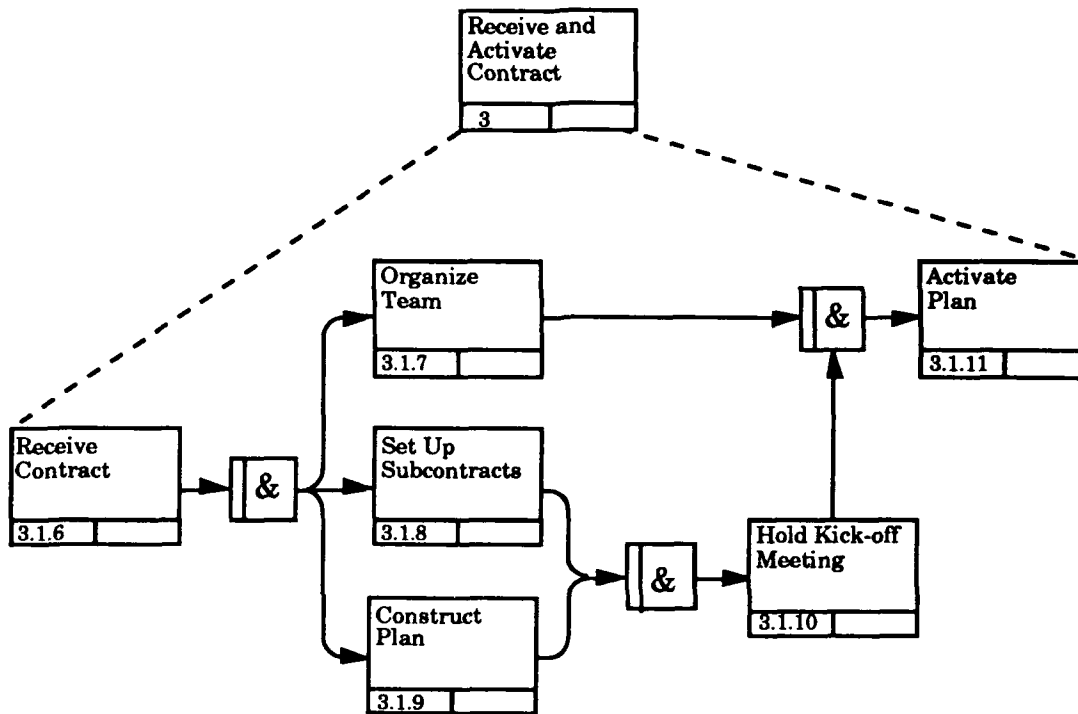 Receive and
Activate
Contract
3
Organize
Team
3.1.7
&
Activate
Plan
3.1.11
Receive
Contract
3.1.6
&
Set Up
Subcontracts
3.1.8
&
Hold Kick-off
Meeting
3.1.10
Construct
Plan
3.1.9